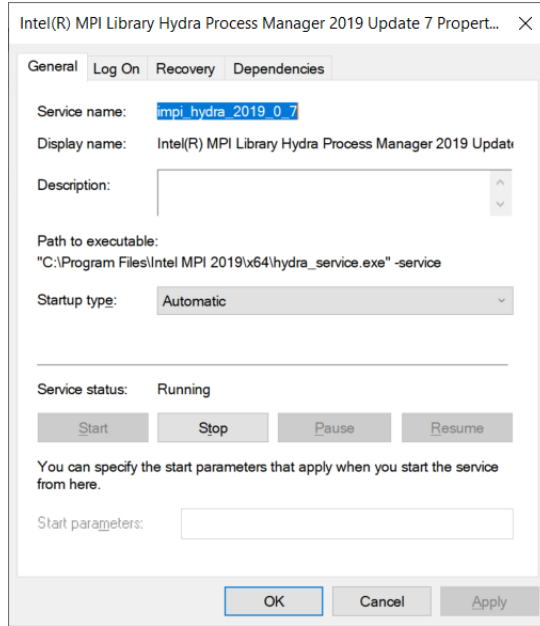 Intel(R) MPI Library Hydra Process Manager 2019 Update 7 Propert...
General Log On Recovery Dependencies
Service name: impi_hydra_2019_0_7
Display name: Intel(R) MPI Library Hydra Process Manager 2019 Update
Description:
Path to executable:
"C:\Program Files\Intel MPI 2019\x64\hydra_service.exe" -service
Startup type: Automatic
Service status: Running
Start Stop Pause Resume
You can specify the start parameters that apply when you start the service
from here.
Start parameters:
OK Cancel Apply